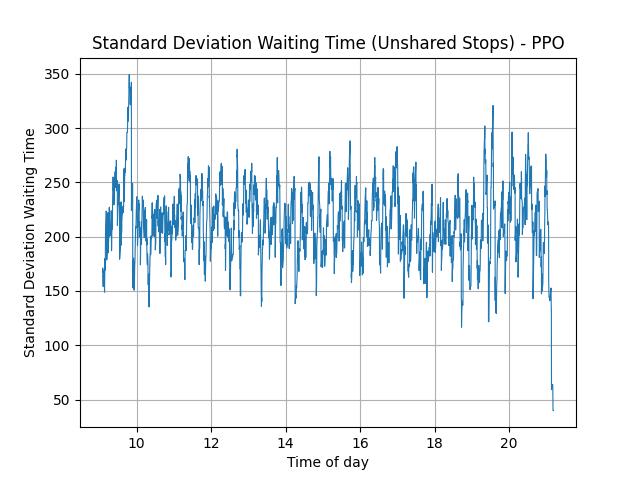 Standard Deviation Waiting Time (Unshared Stops) - PPO
350
300
250
200
150
100
50
Standard Deviation Waiting Time
10 12 14 16 18 20
Time of day